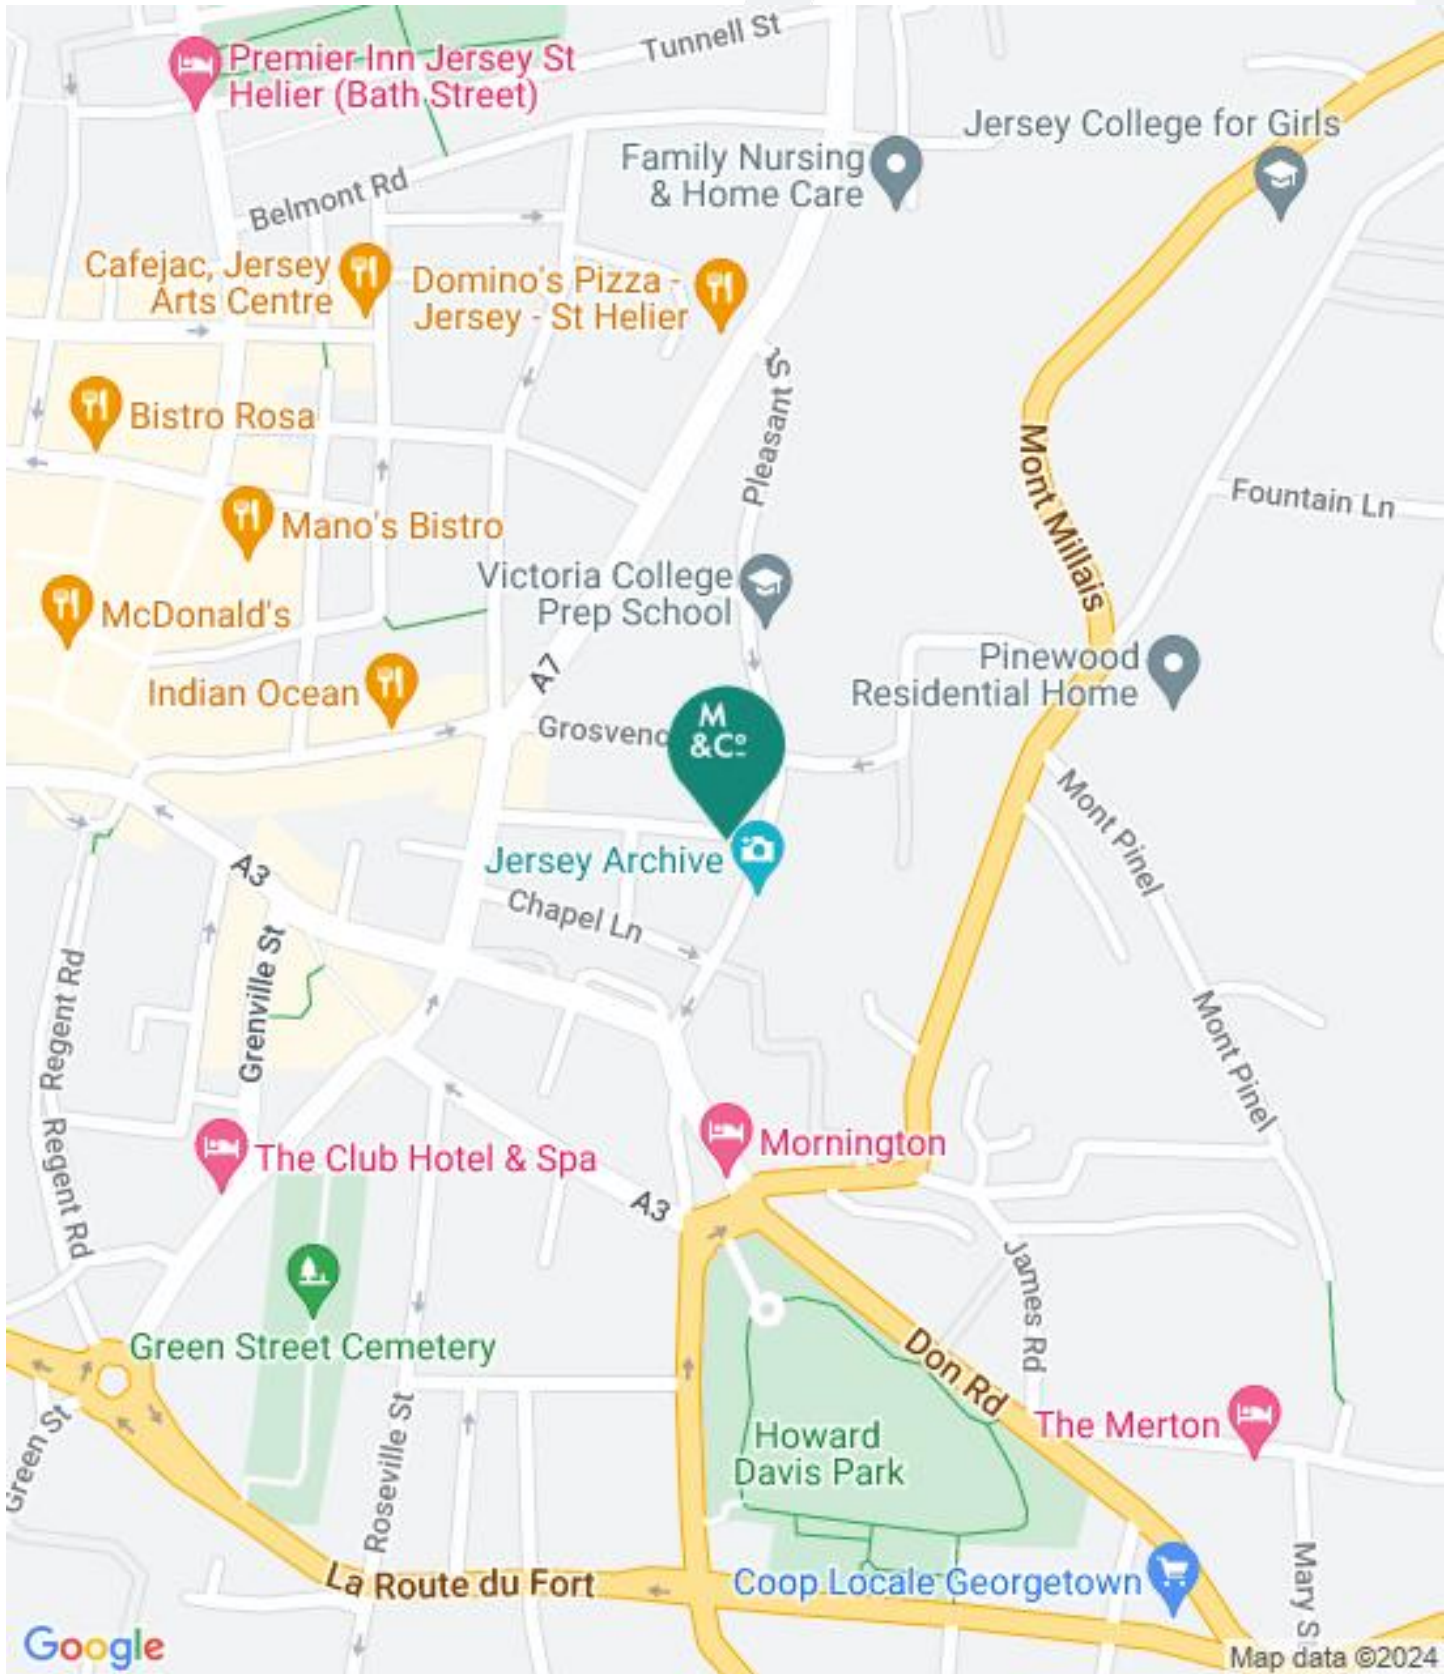 Tunnell St
Premier Inn Jersey St
Helier (Bath Street)
Jersey College for Girls
Family Nursing
& Home Care
Belmont Rd
Cafejac, Jersey
Arts Centre
Domino's Pizza -
Jersey - St Helier
Pleasant St
Bistro Rosa
Mont Millais
Fountain Ln
Mano's Bistro
Victoria College
Prep School
McDonald's
Pinewood
Residential Home
A7
Indian Ocean
M
&Co
Grosveno
Mont Pinel
Jersey Archive
A3
Chapel Ln
Grenville St
Regent Rd
Mont Pinel
Regent Rd
Mornington
The Club Hotel & Spa
A3
James Rd
Green Street Cemetery
Don Rd
Green St
Roseville St
The Merton
Howard
Davis Park
La Route du Fort
Coop Locale Georgetown
Mary S
Google
Map data ©2024